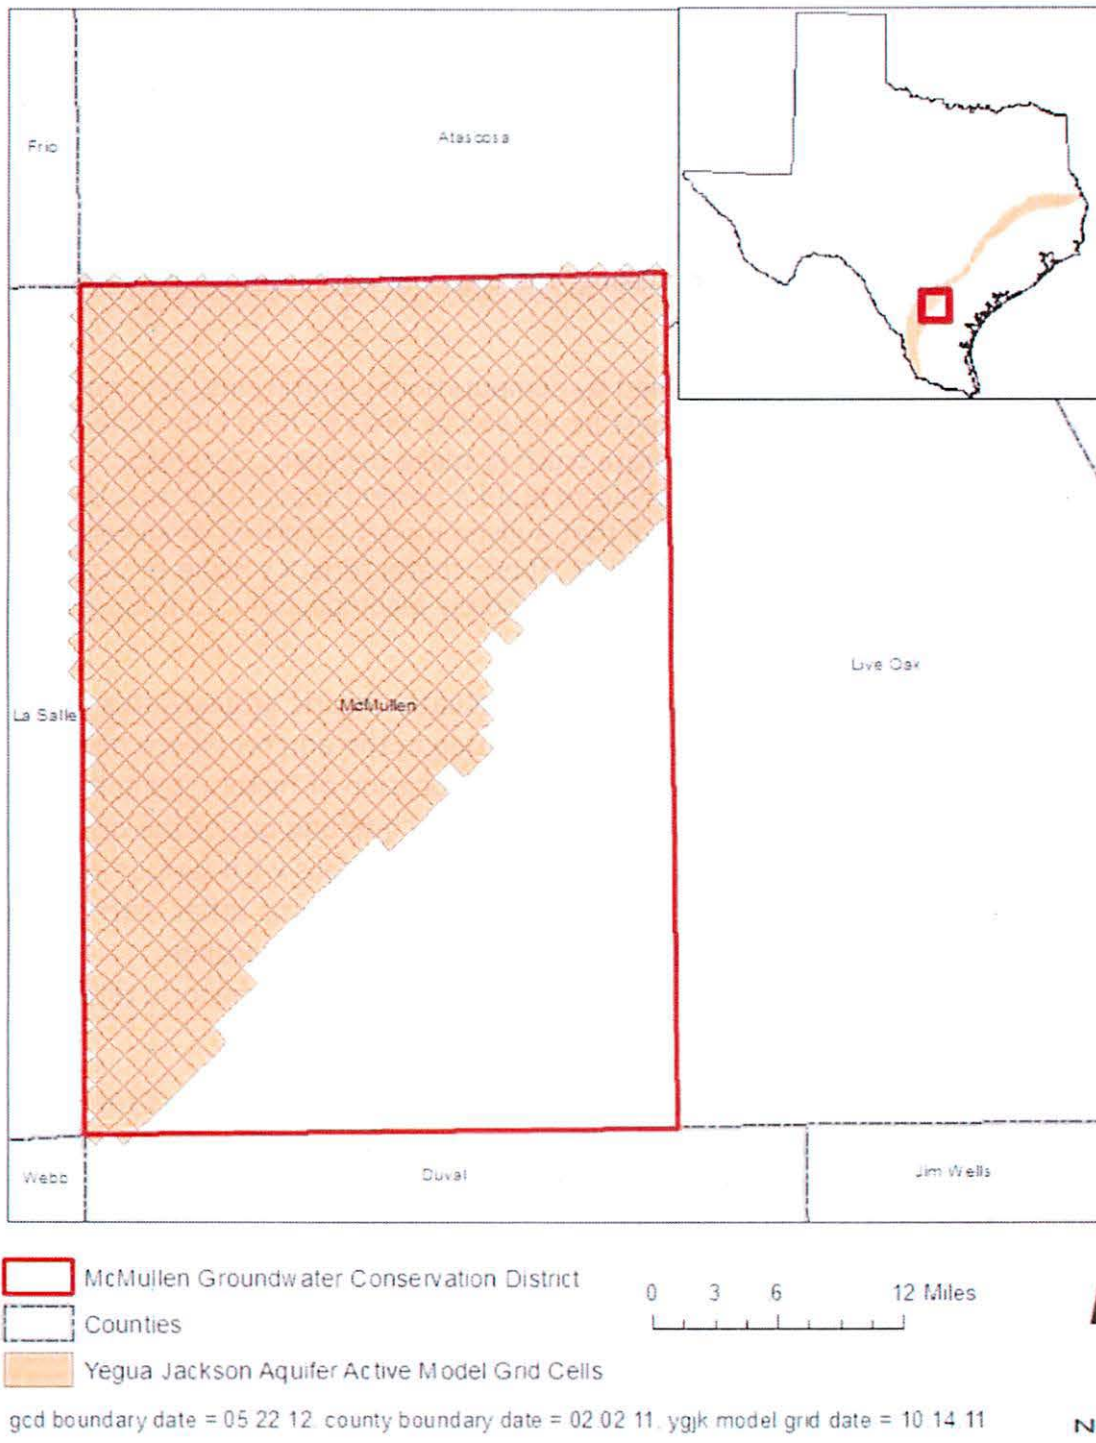 Frio
Atascosa
Live Oak
La Salle
McMullen
Webb
Duval
Jim Wells
McMullen Groundwater Conservation District
0 3 6 12 Miles
Counties
Yegua Jackson Aquifer Active Model Grid Cells
gcd boundary date = 05 22 12. county boundary date = 02 02 11. ygjk model grid date = 10 14 11
N